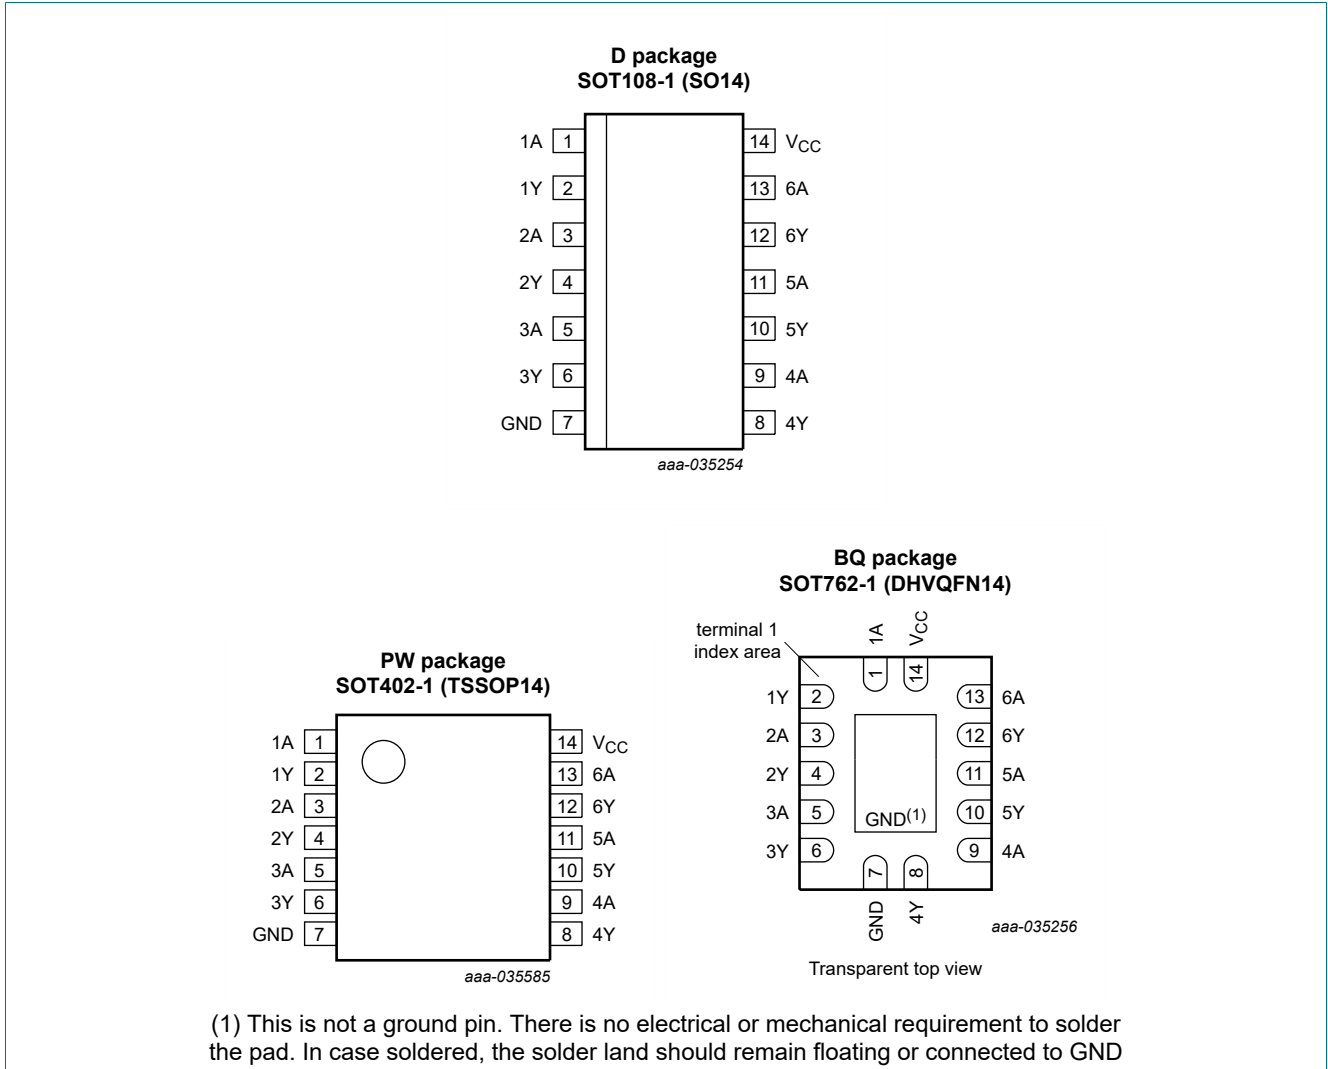 D package
SOT108-1 (SO14)
1A 1 14 VCC
1Y 2 13 6A
2A 3 12 6Y
2Y 4 11 5A
3A 5 10 5Y
3Y 6 9 4A
GND 7 8 4Y
aaa-035254
PW package
SOT402-1 (TSSOP14)
1A 1 14 VCC
1Y 2 13 6A
2A 3 12 6Y
2Y 4 11 5A
3A 5 10 5Y
3Y 6 9 4A
GND 7 8 4Y
aaa-035585
BQ package
SOT762-1 (DHVQFN14)
terminal 1
index area
1A VCC
1 14
1Y 2 13 6A
2A 3 12 6Y
2Y 4 11 5A
3A 5 10 5Y
GND(1)
3Y 6 9 4A
7 8
GND 4Y
aaa-035256
Transparent top view
(1) This is not a ground pin. There is no electrical or mechanical requirement to solder
the pad. In case soldered, the solder land should remain floating or connected to GND